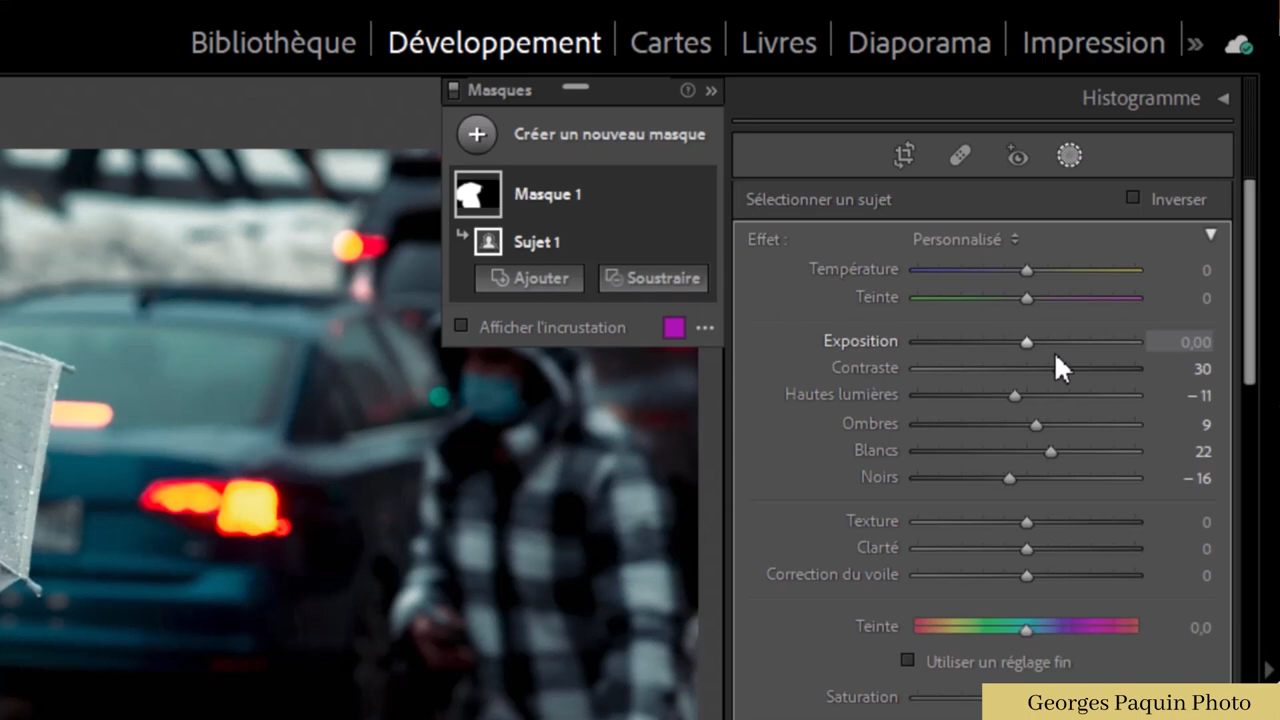 Bibliothèque Développement Cartes Livres Diaporama Impression »
Masques
Créer un nouveau masque
Masque 1
Sujet 1
Ajouter Soustraire
Afficher l'incrustation
Histogramme
Sélectionner un sujet Inverser
Effet : Personnalisé
Température 0
Teinte 0
Exposition 0,00
Contraste 30
Hautes lumières – 11
Ombres 9
Blancs 22
Noirs – 16
Texture 0
Clarté 0
Correction du voile 0
Teinte 0,0
Utiliser un réglage fin
Saturation
Georges Paquin Photo